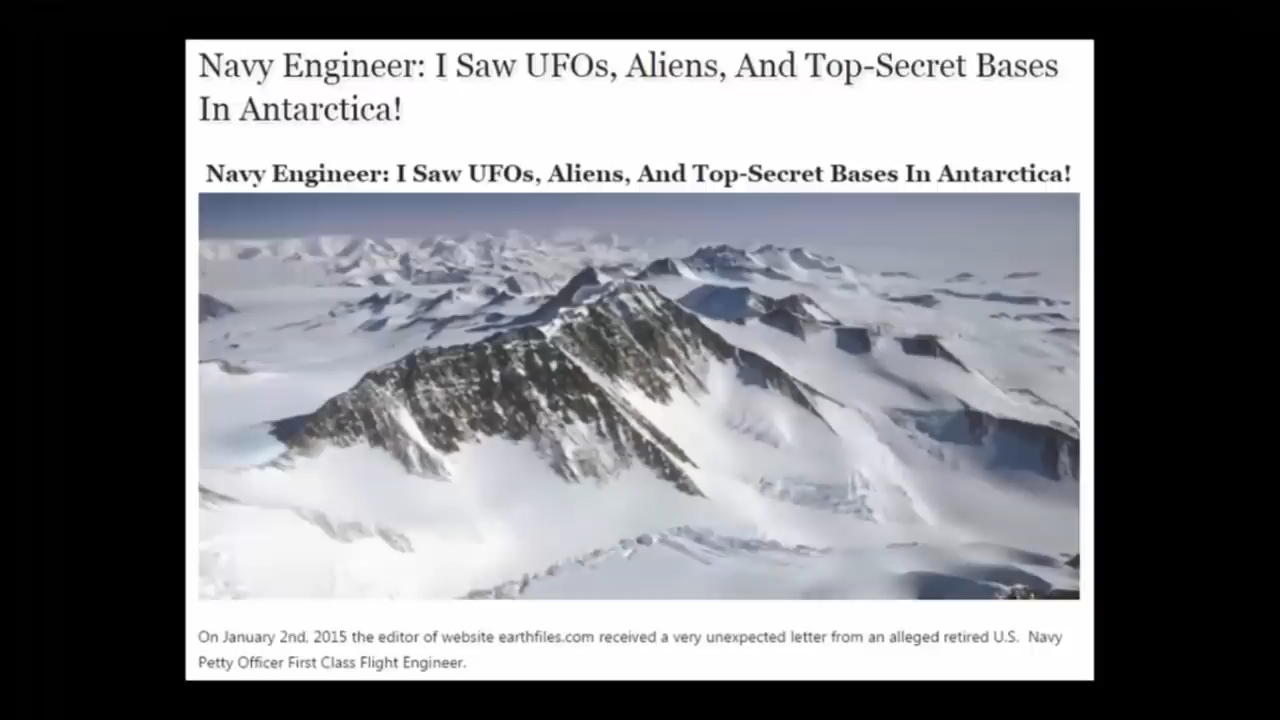 Navy Engineer: I Saw UFOs, Aliens, And Top-Secret Bases
In Antarctica!
Navy Engineer: I Saw UFOs, Aliens, And Top-Secret Bases In Antarctica!
On January 2nd, 2015 the editor of website earthfiles.com received a very unexpected letter from an alleged retired U.S.  Navy
Petty Officer First Class Flight Engineer.